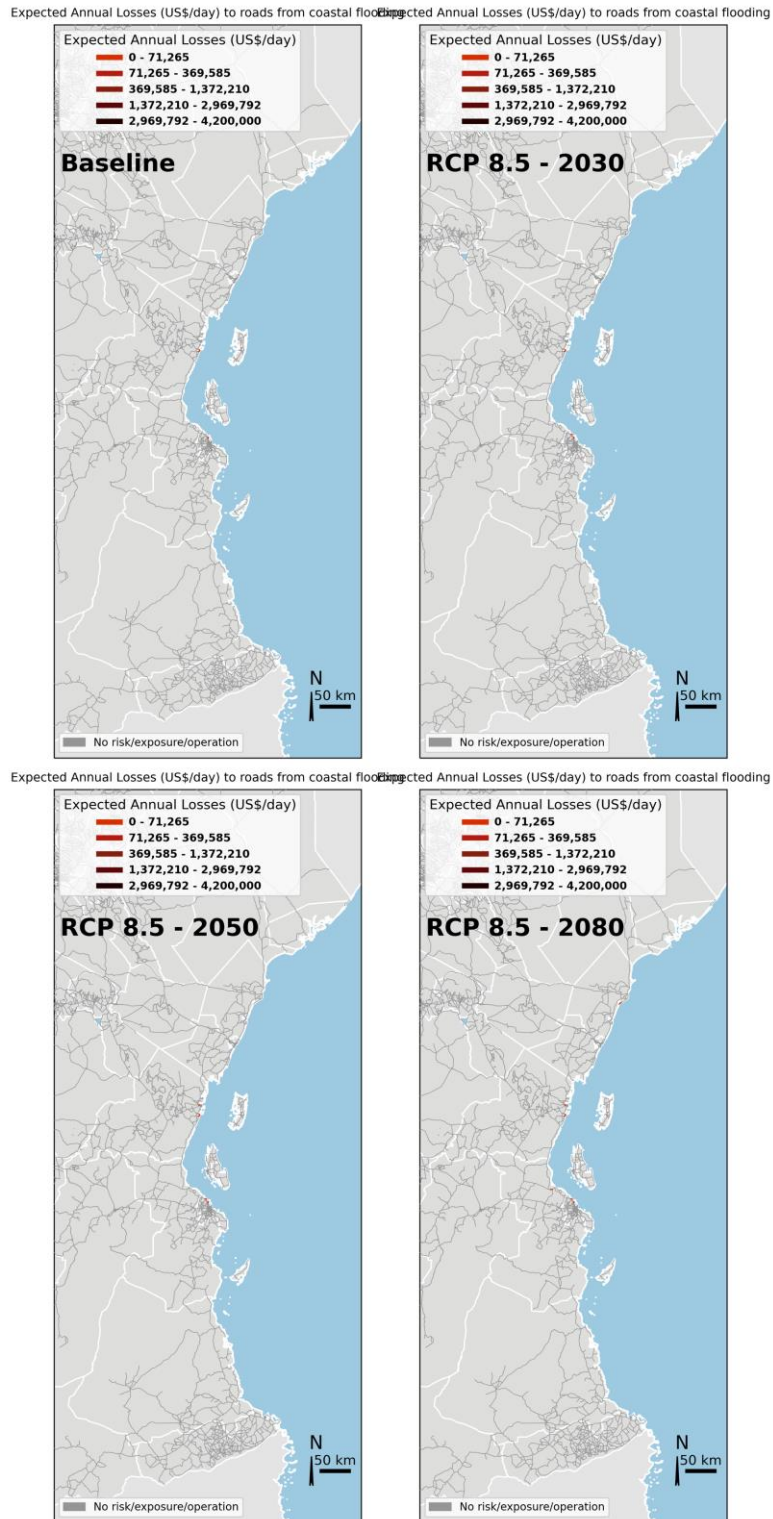 Expected Annual Losses (US$/day) to roads from coastal flooding
Expected Annual Losses (US$/day)
0 - 71,265
71,265 - 369,585
369,585 - 1,372,210
1,372,210 - 2,969,792
2,969,792 - 4,200,000
Baseline
N
50 km
No risk/exposure/operation
Expected Annual Losses (US$/day) to roads from coastal flooding
Expected Annual Losses (US$/day)
0 - 71,265
71,265 - 369,585
369,585 - 1,372,210
1,372,210 - 2,969,792
2,969,792 - 4,200,000
RCP 8.5 - 2030
N
50 km
No risk/exposure/operation
Expected Annual Losses (US$/day) to roads from coastal flooding
Expected Annual Losses (US$/day)
0 - 71,265
71,265 - 369,585
369,585 - 1,372,210
1,372,210 - 2,969,792
2,969,792 - 4,200,000
RCP 8.5 - 2050
N
50 km
No risk/exposure/operation
Expected Annual Losses (US$/day) to roads from coastal flooding
Expected Annual Losses (US$/day)
0 - 71,265
71,265 - 369,585
369,585 - 1,372,210
1,372,210 - 2,969,792
2,969,792 - 4,200,000
RCP 8.5 - 2080
N
50 km
No risk/exposure/operation